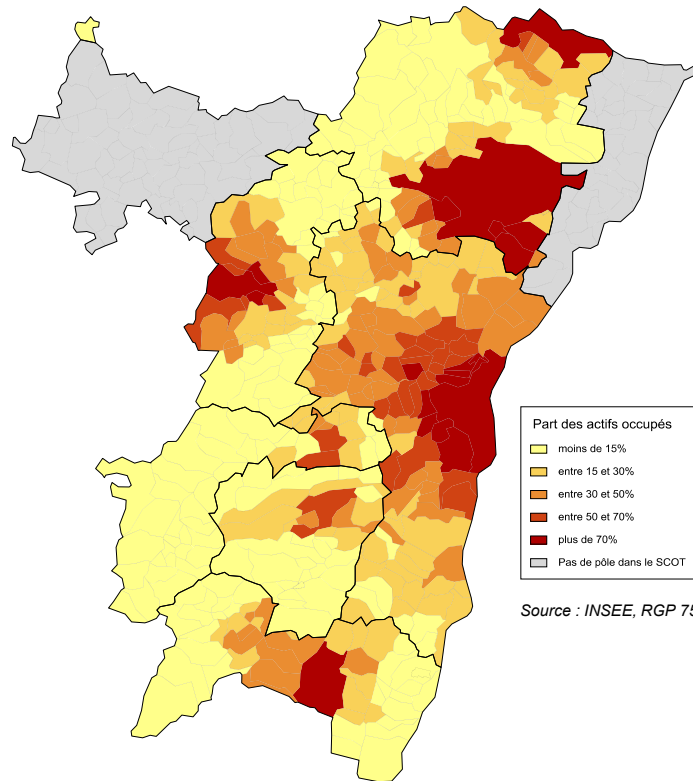 Part des actifs occupés
moins de 15%
entre 15 et 30%
entre 30 et 50%
entre 50 et 70%
plus de 70%
Pas de pôle dans le SCOT
Source : INSEE, RGP 75